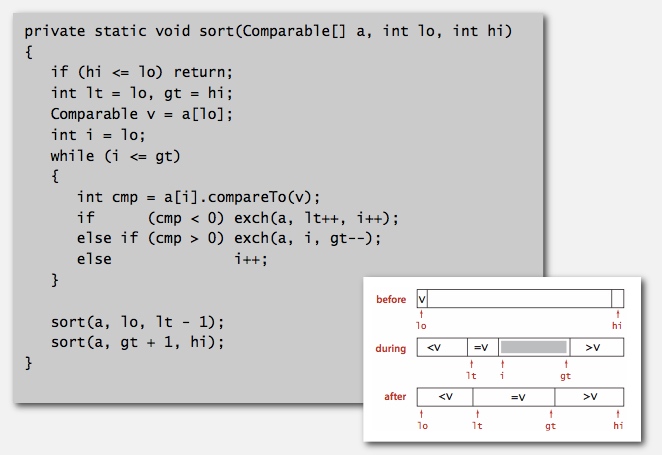 private static void sort(Comparable[] a, int lo, int hi)
{
   if (hi <= lo) return;
   int lt = lo, gt = hi;
   Comparable v = a[lo];
   int i = lo;
   while (i <= gt)
   {
      int cmp = a[i].compareTo(v);
      if      (cmp < 0) exch(a, lt++, i++);
      else if (cmp > 0) exch(a, i, gt--);
      else              i++;
   }

   sort(a, lo, lt - 1);
   sort(a, gt + 1, hi);
}
before v
lo hi
during <v =v >v
lt i gt
after <v =v >v
lo lt gt hi